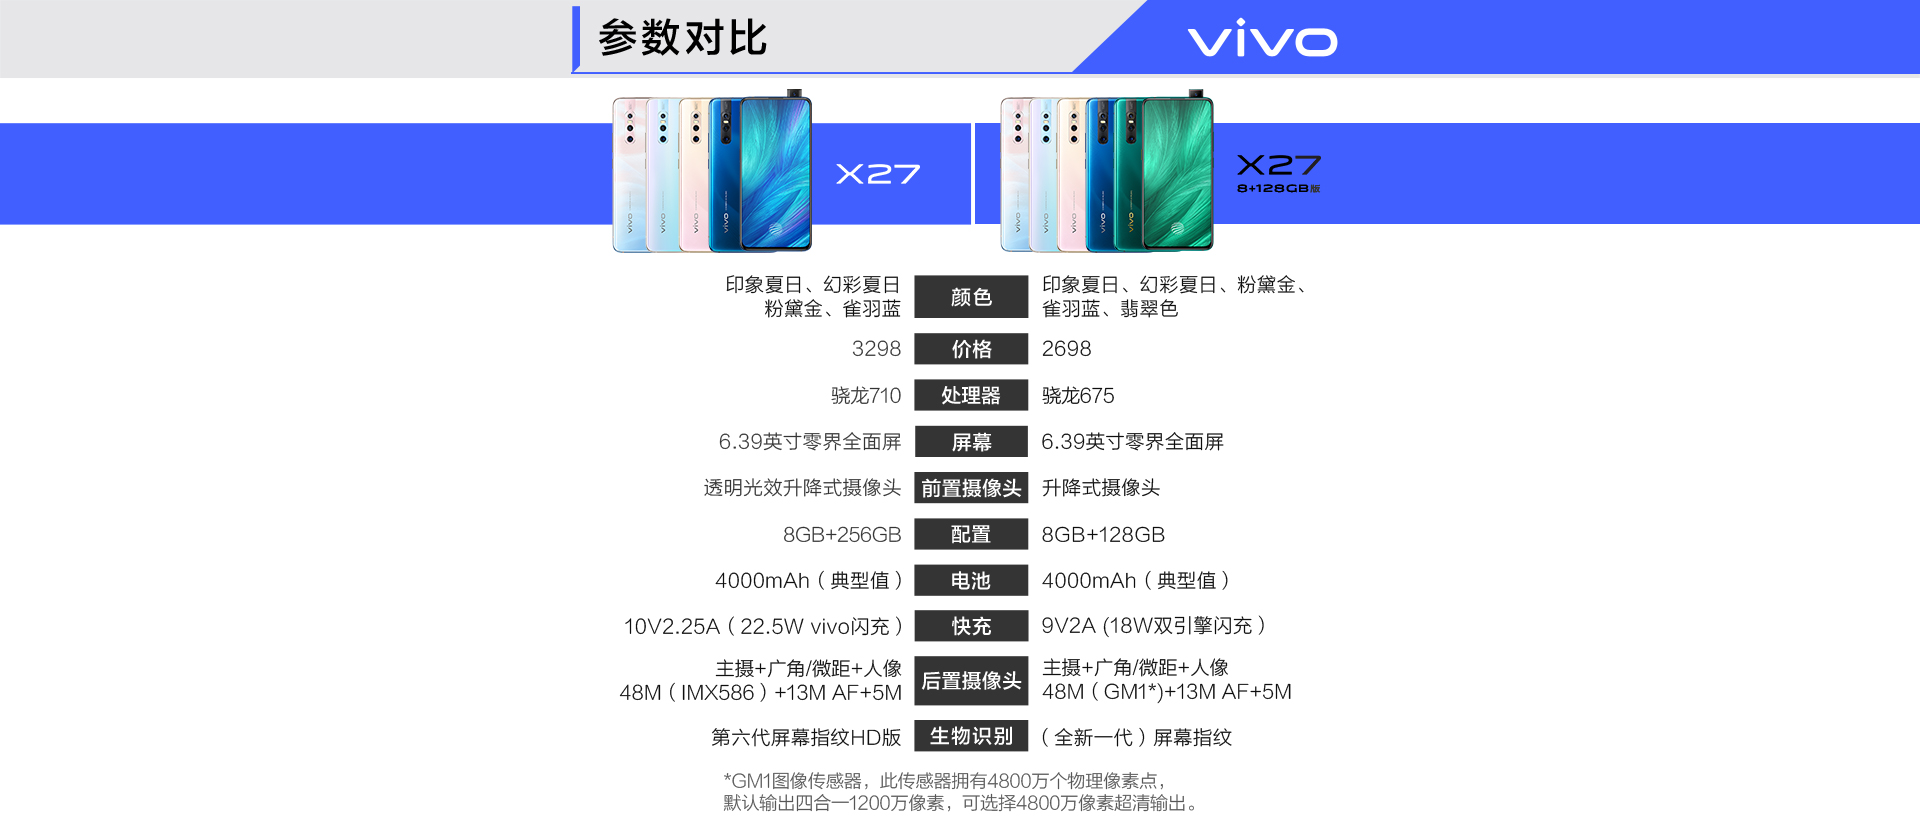 参数对比
vivo
X27
X27
8+128GB版
vivo
vivo
vivo
vivo
vivo
vivo
vivo
vivo
vivo
印象夏日、幻彩夏日
粉黛金、雀羽蓝
颜色
印象夏日、幻彩夏日、粉黛金、
雀羽蓝、翡翠色
3298
价格
2698
骁龙710
处理器
骁龙675
6.39英寸零界全面屏
屏幕
6.39英寸零界全面屏
透明光效升降式摄像头
前置摄像头
升降式摄像头
8GB+256GB
配置
8GB+128GB
4000mAh（典型值）
电池
4000mAh（典型值）
10V2.25A（22.5W vivo闪充）
快充
9V2A (18W双引擎闪充）
主摄+广角/微距+人像
48M（IMX586）+13M AF+5M
后置摄像头
主摄+广角/微距+人像
48M（GM1*)+13M AF+5M
第六代屏幕指纹HD版
生物识别
（全新一代）屏幕指纹
*GM1图像传感器，此传感器拥有4800万个物理像素点，
默认输出四合一1200万像素，可选择4800万像素超清输出。